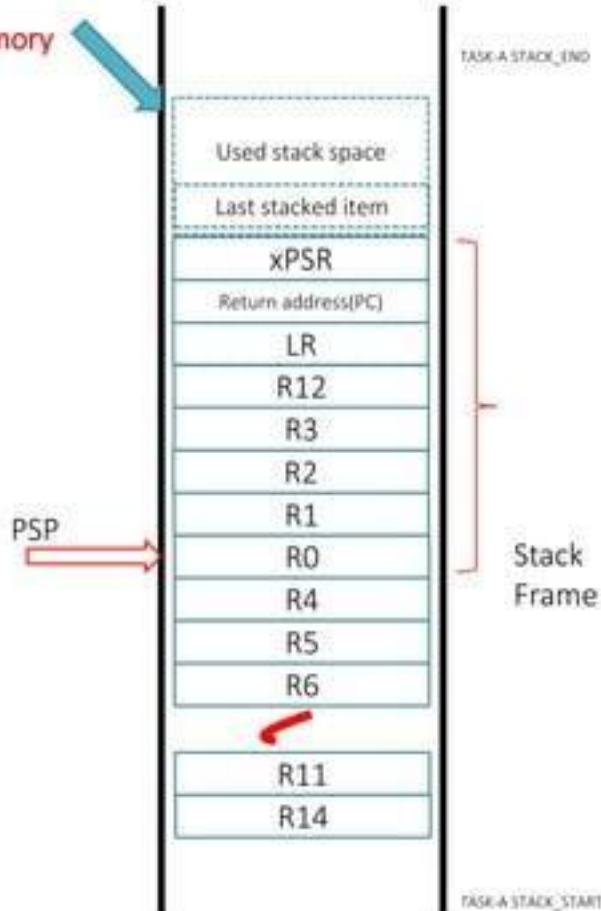 mory
TASK-A STACK_END
Used stack space
Last stacked item
xPSR
Return address(PC)
LR
R12
R3
R2
R1
PSP
R0
Stack
Frame
R4
R5
R6
R11
R14
TASK-A STACK_START